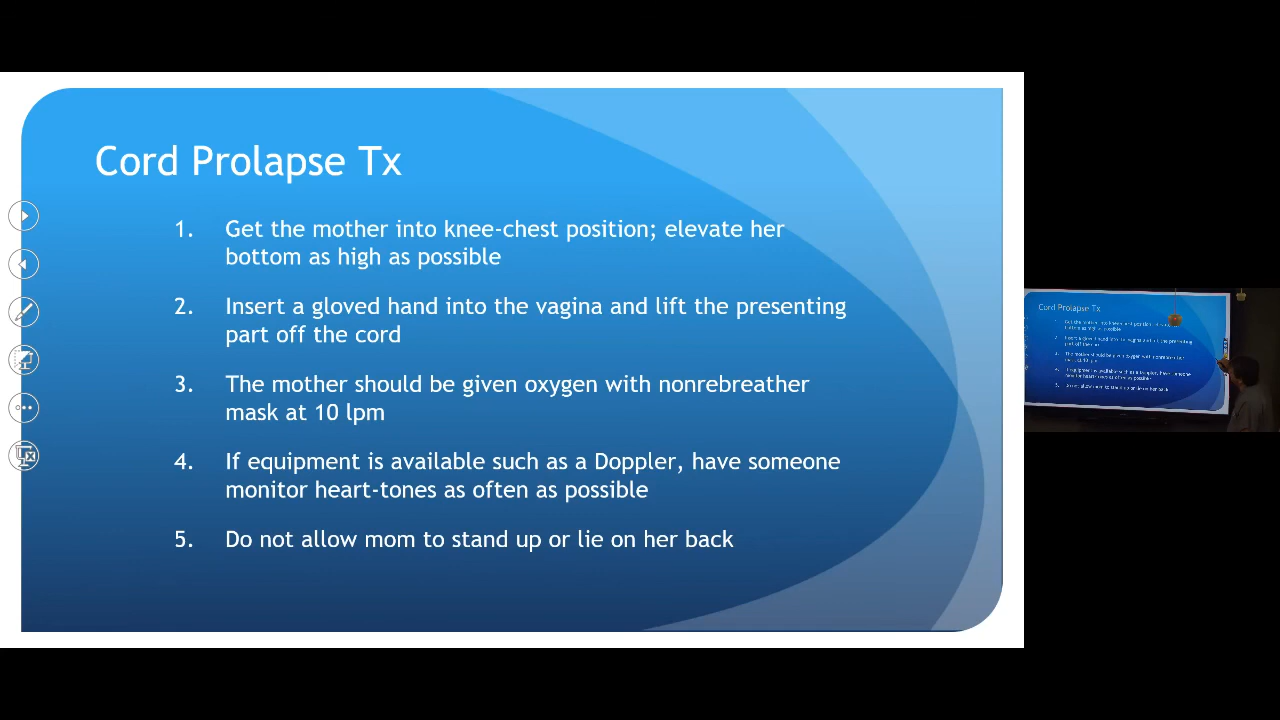 Cord Prolapse Tx
1. Get the mother into knee-chest position; elevate her
bottom as high as possible
2. Insert a gloved hand into the vagina and lift the presenting
part off the cord
3. The mother should be given oxygen with nonrebreather
mask at 10 lpm
4. If equipment is available such as a Doppler, have someone
monitor heart-tones as often as possible
5. Do not allow mom to stand up or lie on her back
Cord Prolapse Tx